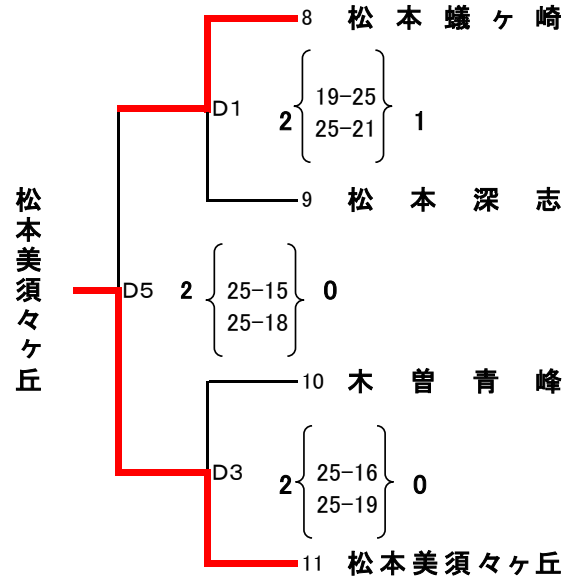 8 松本蟻ヶ崎
D1
2 19-25 1
25-21
9 松本深志
松本美須々ヶ丘
D5
2 25-15 0
25-18
10 木曽青峰
D3
2 25-16 0
25-19
11 松本美須々ヶ丘